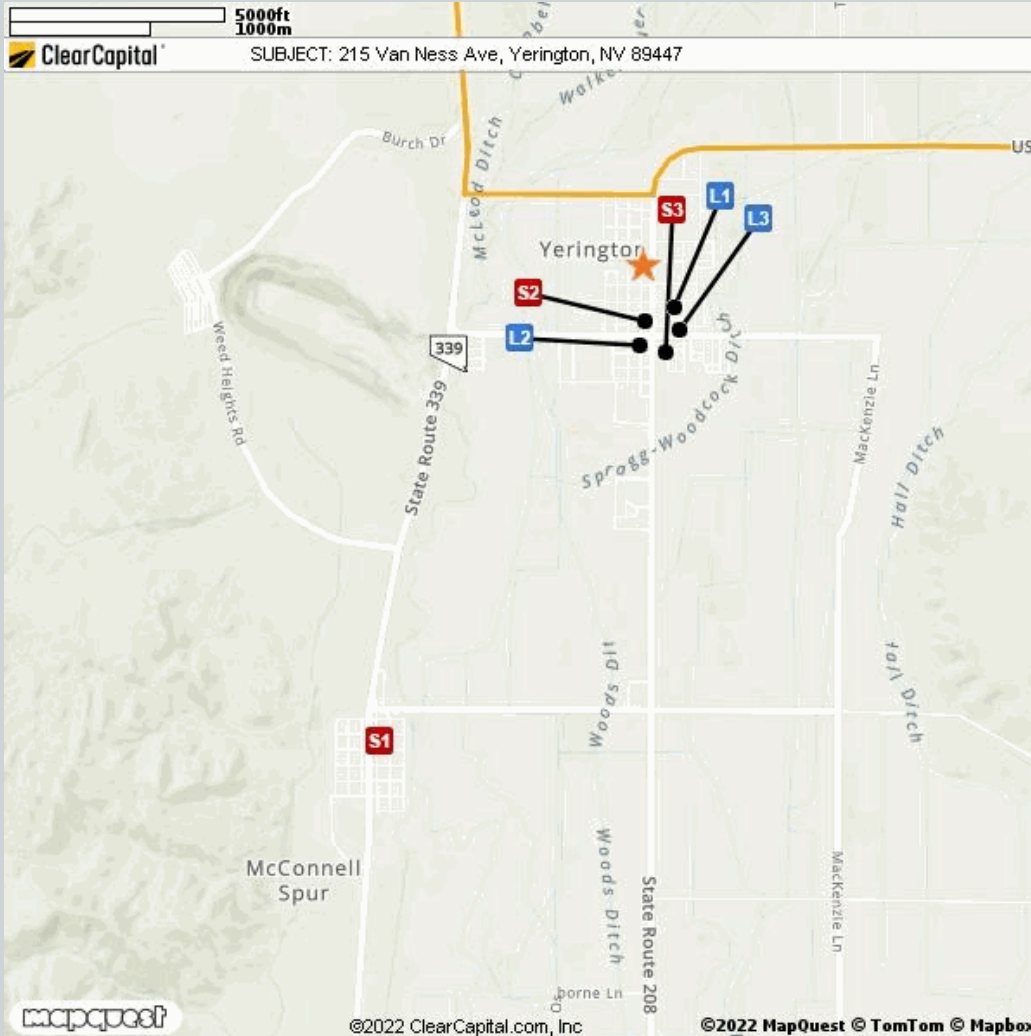 5000ft
1000m
ClearCapital
SUBJECT: 215 Van Ness Ave, Yerington, NV 89447
Walke
Burch Dr
McLeod Ditch
US
S3
L1
L3
Yerington
S2
L2
339
Weed Heights Rd
State Route 339
Spragg-Woodcock Ditch
MacKenzie Ln
Hall Ditch
Hall Ditch
Woods Dit
S1
McConnell
Spur
Woods Ditch
State Route 208
MacKenzie Ln
borne Ln
mapquest
©2022 ClearCapital.com, Inc
©2022 MapQuest © TomTom © Mapbox